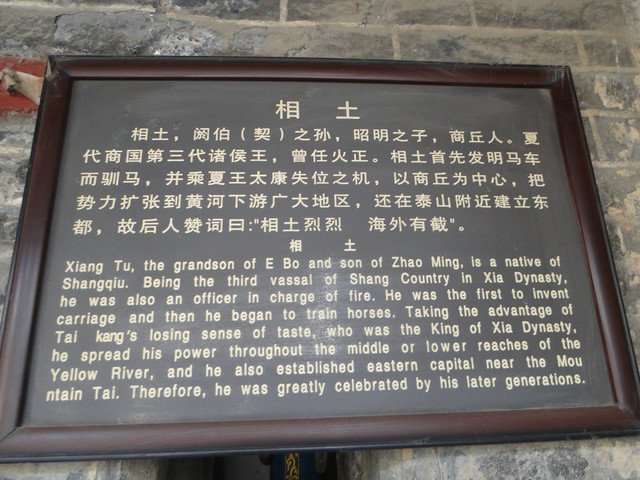 相 土
相土，阏伯（契）之孙，昭明之子，商丘人。夏
代商国第三代诸侯王，曾任火正。相土首先发明马车
而驯马，并乘夏王太康失位之机，以商丘为中心，把
势力扩张到黄河下游广大地区，还在泰山附近建立东
都，故后人赞词曰:"相土烈烈 海外有截"。
相 土
Xiang Tu, the grandson of E Bo and son of Zhao Ming, is a native of
Shangqiu. Being the third vassal of Shang Country in Xia Dynasty,
he was also an officer in charge of fire. He was the first to invent
carriage and then he began to train horses. Taking the advantage of
Tai kang's losing sense of taste, who was the King of Xia Dynasty,
he spread his power throughout the middle or lower reaches of the
Yellow River, and he also established eastern capital near the Mou
ntain Tai. Therefore, he was greatly celebrated by his later generations.